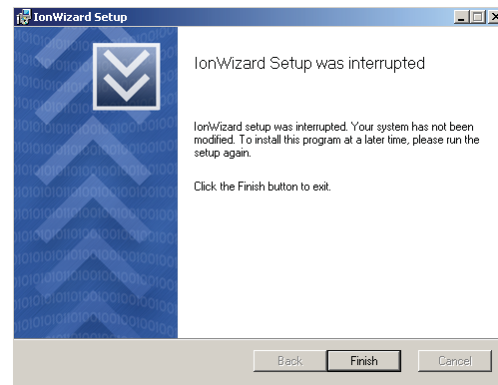 IonWizard Setup
IonWizard Setup was interrupted
IonWizard setup was interrupted. Your system has not been
modified. To install this program at a later time, please run the
setup again.
Click the Finish button to exit.
Back Finish Cancel